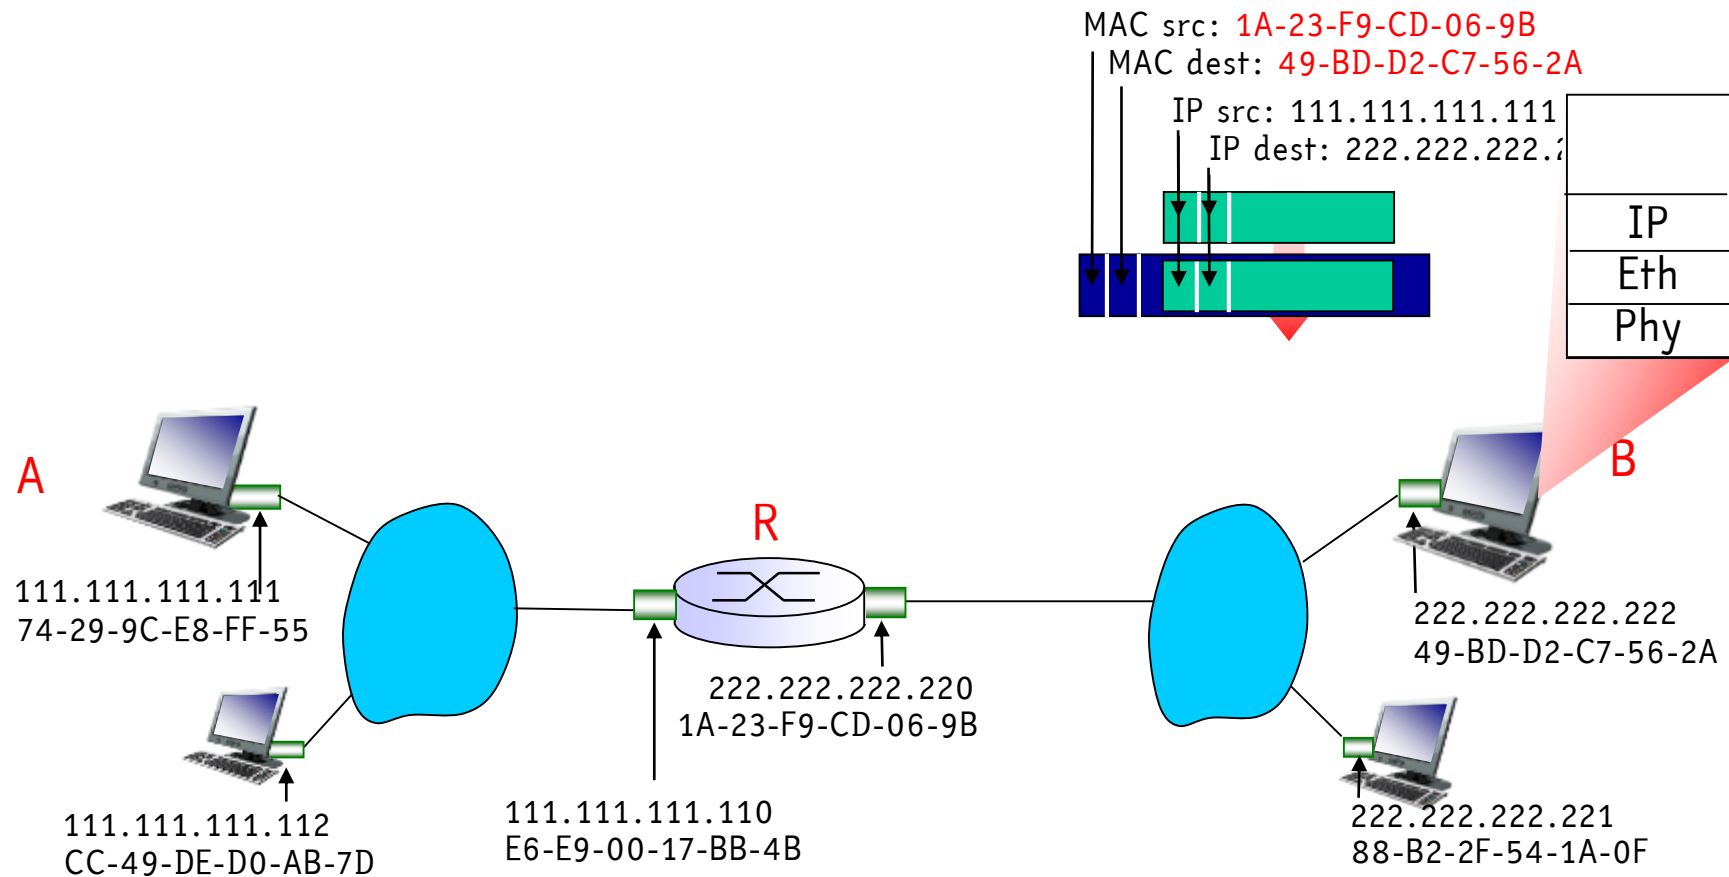 MAC src: 1A-23-F9-CD-06-9B
MAC dest: 49-BD-D2-C7-56-2A
IP src: 111.111.111.111
IP dest: 222.222.222.
IP
Eth
Phy
A
B
R
111.111.111.111
74-29-9C-E8-FF-55
222.222.222.222
49-BD-D2-C7-56-2A
222.222.222.220
1A-23-F9-CD-06-9B
111.111.111.112
CC-49-DE-D0-AB-7D
111.111.111.110
E6-E9-00-17-BB-4B
222.222.222.221
88-B2-2F-54-1A-0F